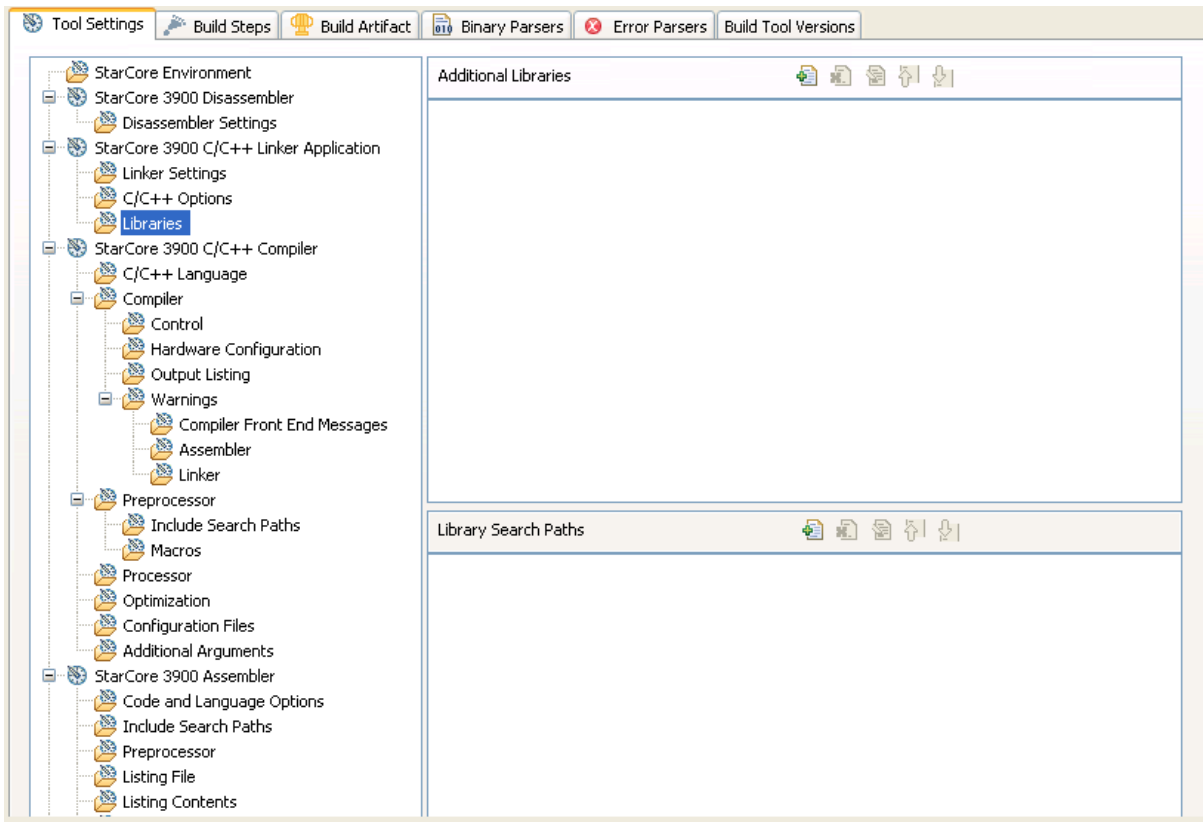 Tool Settings Build Steps Build Artifact Binary Parsers Error Parsers Build Tool Versions
StarCore Environment
StarCore 3900 Disassembler
Disassembler Settings
StarCore 3900 C/C++ Linker Application
Linker Settings
C/C++ Options
Libraries
StarCore 3900 C/C++ Compiler
C/C++ Language
Compiler
Control
Hardware Configuration
Output Listing
Warnings
Compiler Front End Messages
Assembler
Linker
Preprocessor
Include Search Paths
Macros
Processor
Optimization
Configuration Files
Additional Arguments
StarCore 3900 Assembler
Code and Language Options
Include Search Paths
Preprocessor
Listing File
Listing Contents
Additional Libraries
Library Search Paths